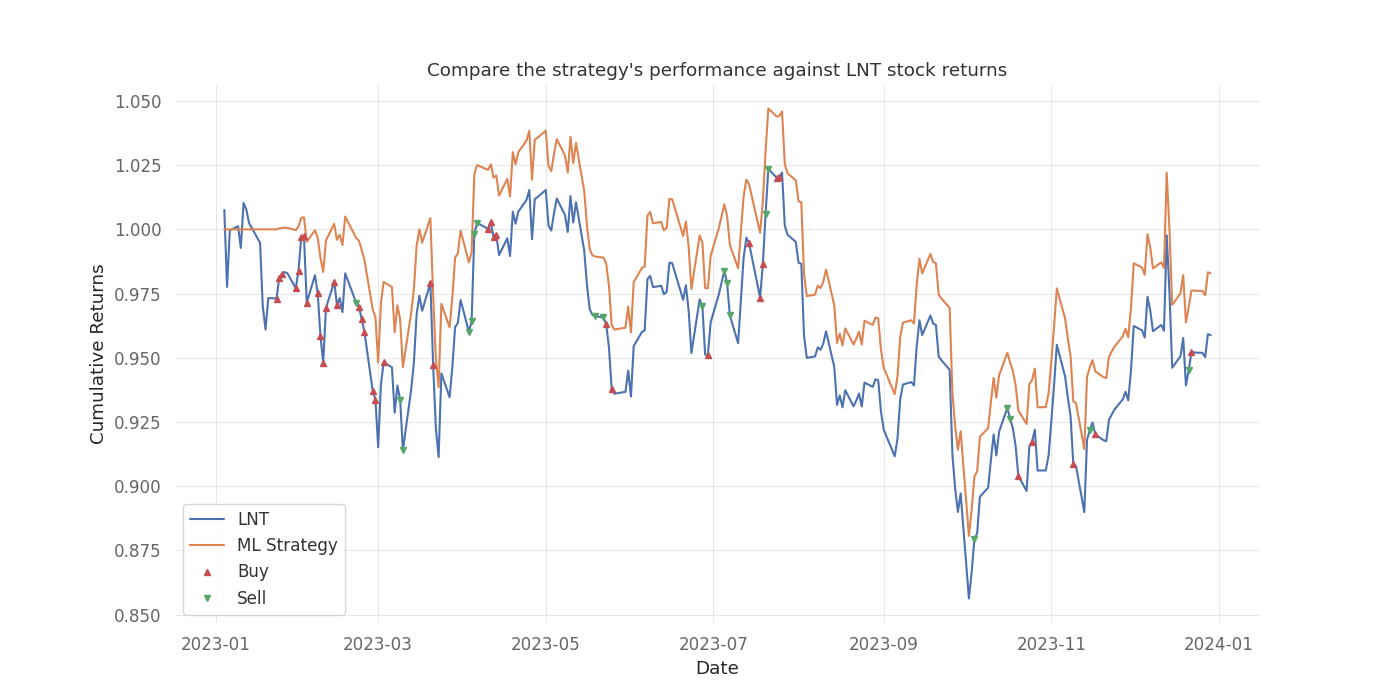 Compare the strategy's performance against LNT stock returns
1.050
1.025
1.000
0.975
0.950
0.925
0.900
0.875
0.850
Cumulative Returns
LNT
ML Strategy
Buy
Sell
2023-01
2023-03
2023-05
2023-07
2023-09
2023-11
2024-01
Date